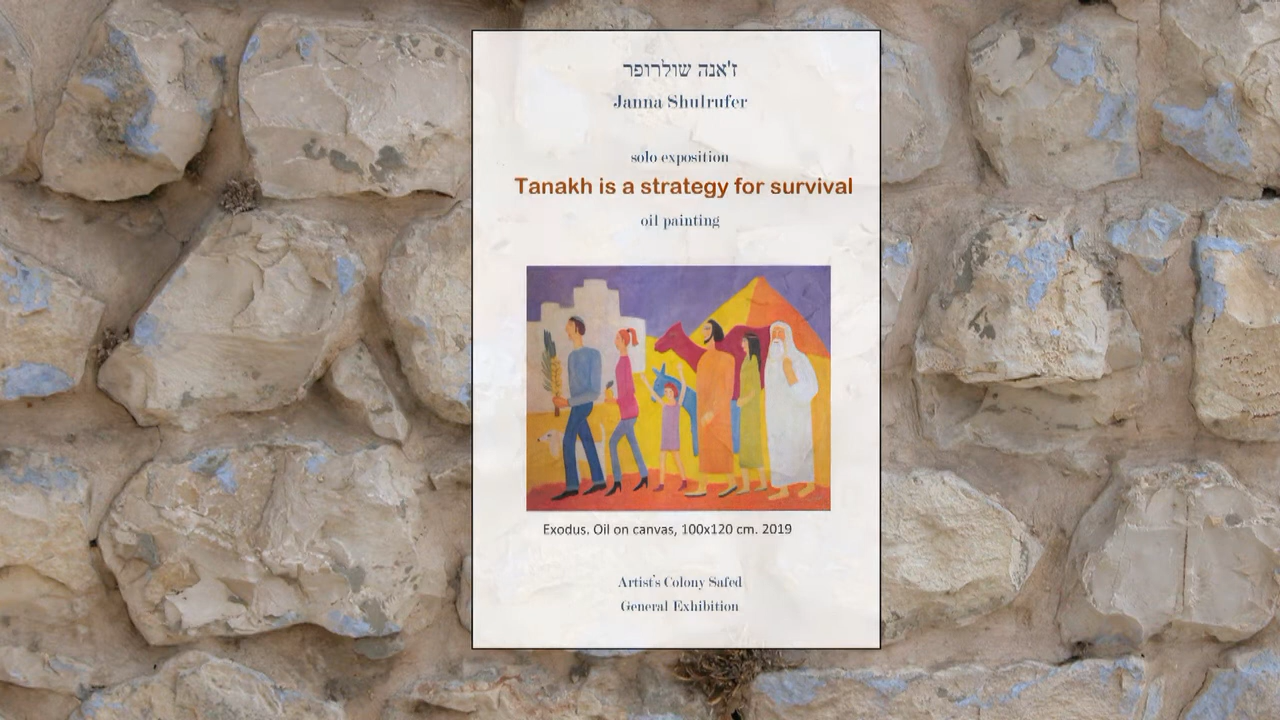 ז'אנה שולרופר
Janna Shulrufer
solo exposition
Tanakh is a strategy for survival
oil painting
Exodus. Oil on canvas, 100x120 cm. 2019
Artist's Colony Safed
General Exhibition